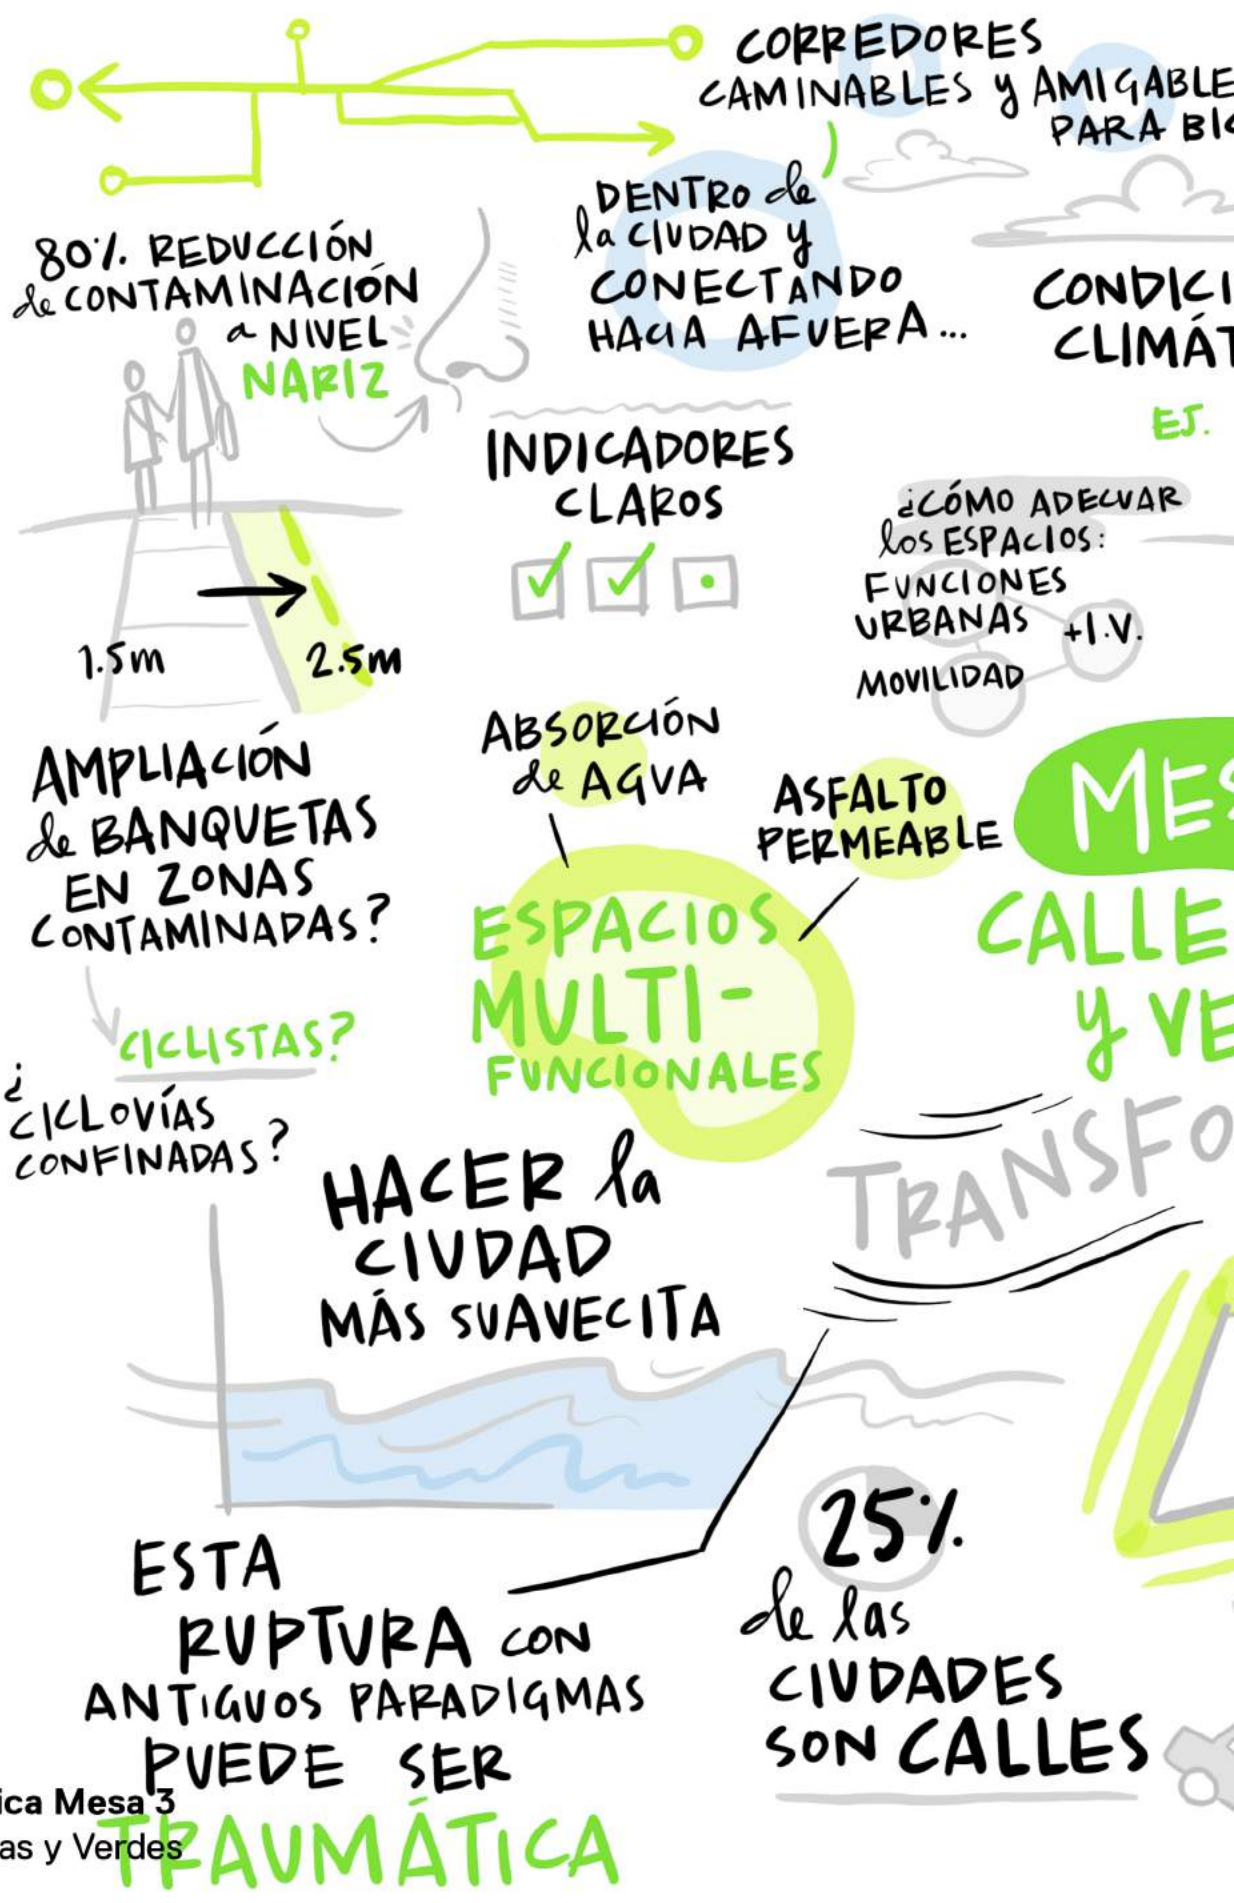 CORREDORES
CAMINABLES y AMIGABLE
PARA BIC
DENTRO de
la CIUDAD y
CONECTANDO
HACIA AFUERA...
80% REDUCCIÓN
de CONTAMINACIÓN
a NIVEL
NARIZ
CONDICI
CLIMÁT
EJ.
INDICADORES
CLAROS
¿CÓMO ADECUAR
los ESPACIOS:
FUNCIONES
URBANAS
+I.V.
MOVILIDAD
1.5m
2.5m
AMPLIACIÓN
de BANQUETAS
EN ZONAS
CONTAMINADAS?
CICLISTAS?
¿
CICLOVÍAS
CONFINADAS?
ABSORCIÓN
de AGUA
ASFALTO
PERMEABLE
ESPACIOS
MULTI-
FUNCIONALES
MES
CALLE
y VE
TRANSFO
HACER la
CIUDAD
MÁS SUAVECITA
25%
de las
CIUDADES
SON CALLES
ESTA
RUPTURA CON
ANTIGUOS PARADIGMAS
PUEDE SER
TRAUMÁTICA
ica Mesa 3
as y Verdes